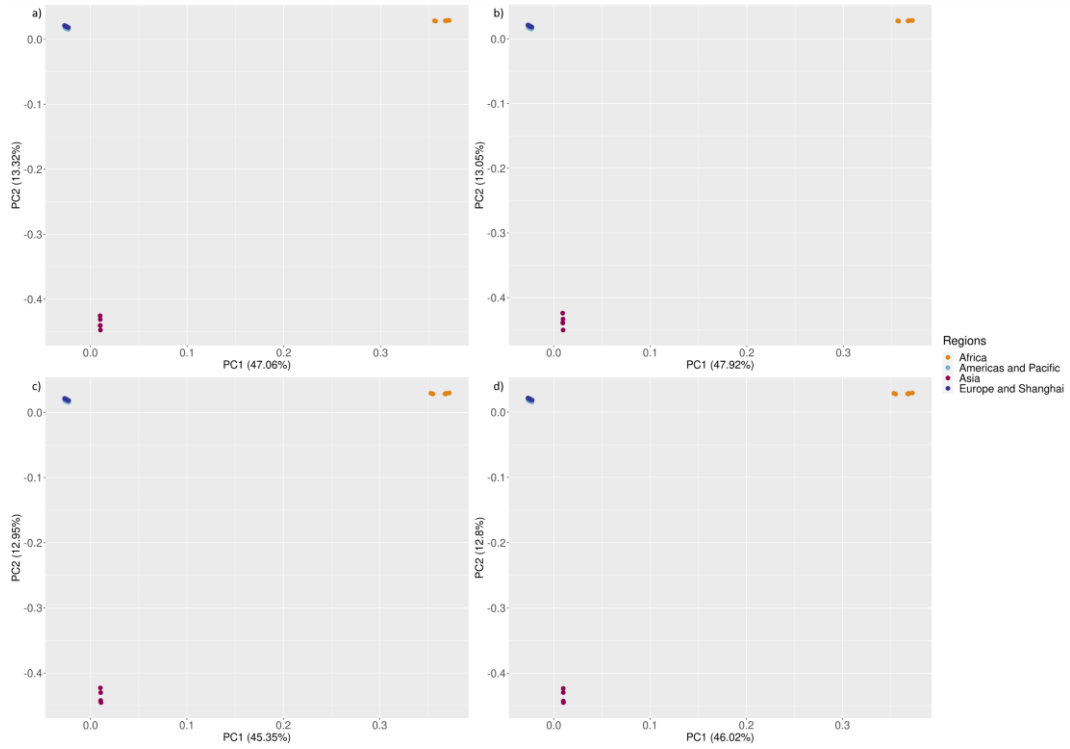 a)
0.0
-0.1
-0.2
-0.3
-0.4
PC2 (13.32%)
0.0 0.1 0.2 0.3
PC1 (47.06%)
b)
0.0
-0.1
-0.2
-0.3
-0.4
PC2 (13.05%)
0.0 0.1 0.2 0.3
PC1 (47.92%)
Regions
Africa
Americas and Pacific
Asia
Europe and Shanghai
c)
0.0
-0.1
-0.2
-0.3
-0.4
PC2 (12.95%)
0.0 0.1 0.2 0.3
PC1 (45.35%)
d)
0.0
-0.1
-0.2
-0.3
-0.4
PC2 (12.8%)
0.0 0.1 0.2 0.3
PC1 (46.02%)